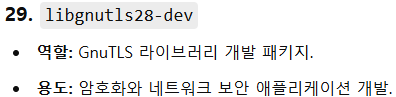 29. libgnutls28-dev
• 역할: GnuTLS 라이브러리 개발 패키지.
• 용도: 암호화와 네트워크 보안 애플리케이션 개발.